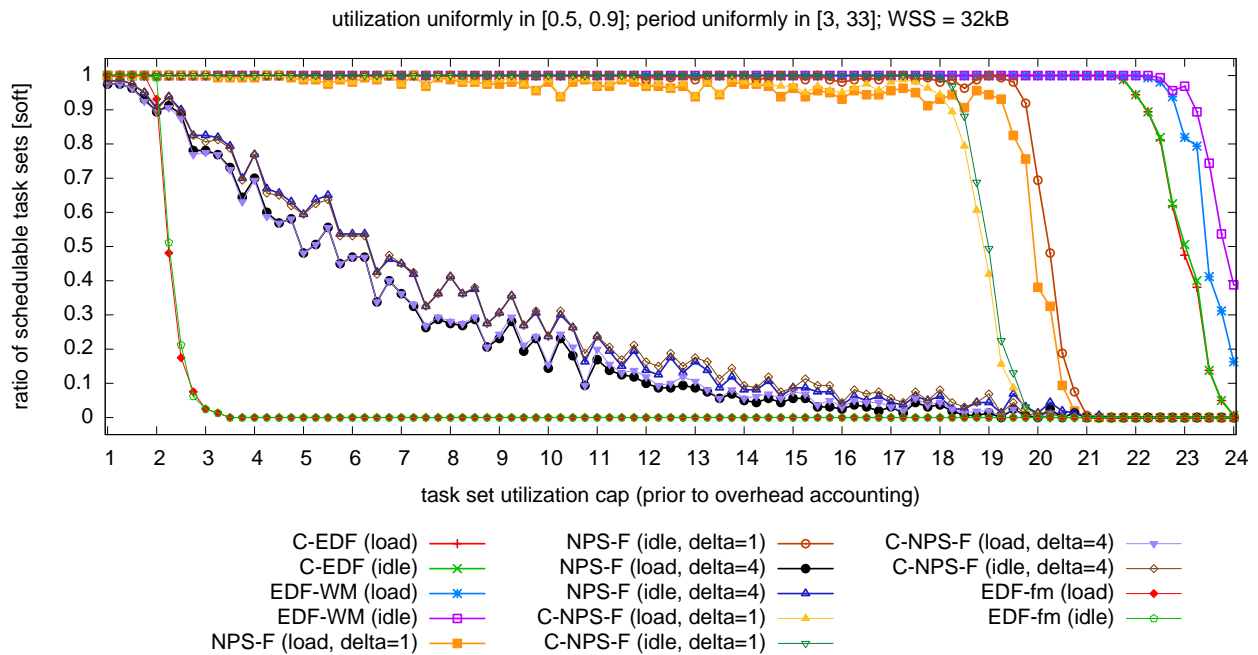 utilization uniformly in [0.5, 0.9]; period uniformly in [3, 33]; WSS = 32kB
ratio of schedulable task sets [soft]
1
0.9
0.8
0.7
0.6
0.5
0.4
0.3
0.2
0.1
0
1 2 3 4 5 6 7 8 9 10 11 12 13 14 15 16 17 18 19 20 21 22 23 24
task set utilization cap (prior to overhead accounting)
C-EDF (load)
C-EDF (idle)
EDF-WM (load)
EDF-WM (idle)
NPS-F (load, delta=1)
NPS-F (idle, delta=1)
NPS-F (load, delta=4)
NPS-F (idle, delta=4)
C-NPS-F (load, delta=1)
C-NPS-F (idle, delta=1)
C-NPS-F (load, delta=4)
C-NPS-F (idle, delta=4)
EDF-fm (load)
EDF-fm (idle)